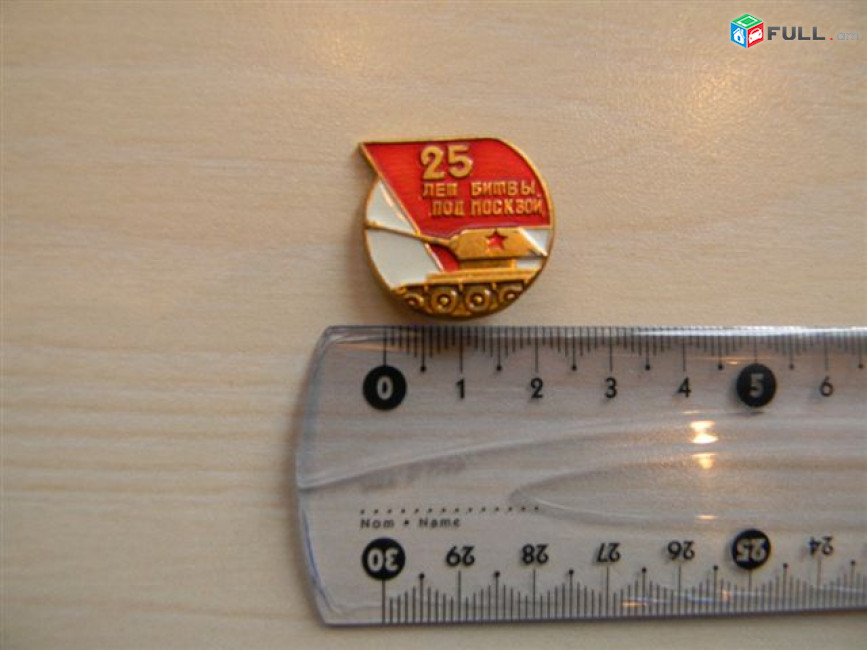 FULL.am
25
ЛЕТ БИТВЫ
ПОД МОСКВОЙ
0 1 2 3 4 5 6
Nom • Name
30 29 28 27 26 25 24